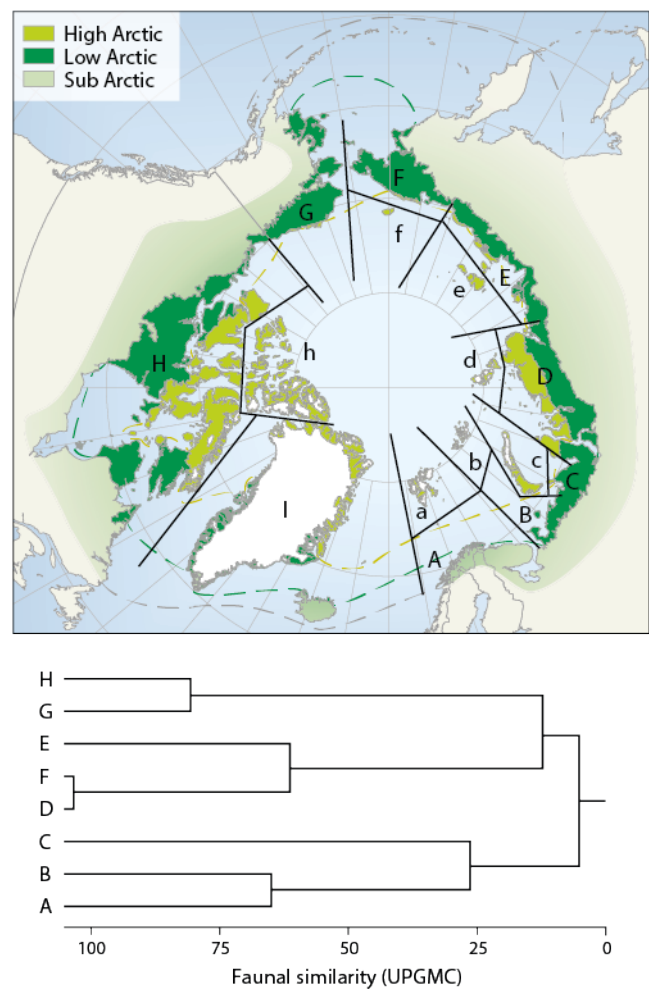 High Arctic
Low Arctic
Sub Arctic
F
G
f
E
e
h
H
d
D
b
c
C
a
B
I
A
H
G
E
F
D
C
B
A
100 75 50 25 0
Faunal similarity (UPGMC)